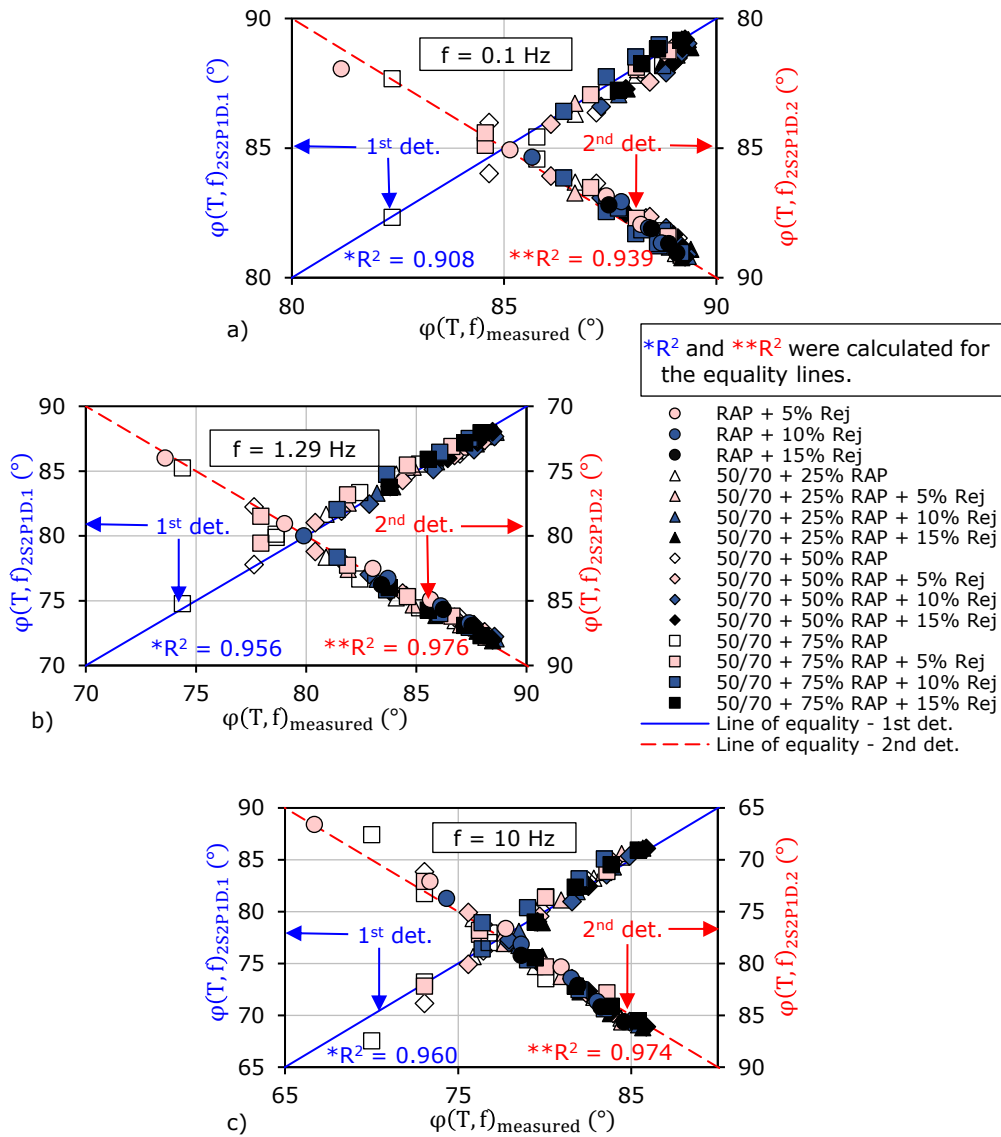 90
80
f = 0.1 Hz
φ(T, f)2S2P1D.1 (°)
85
85
φ(T, f)2S2P1D.2 (°)
1st det.
2nd det.
*R² = 0.908
**R² = 0.939
80
90
80
85
90
a)
φ(T, f)measured (°)
*R² and **R² were calculated for
the equality lines.
90
70
f = 1.29 Hz
φ(T, f)2S2P1D.1 (°)
85
75
φ(T, f)2S2P1D.2 (°)
1st det.
2nd det.
80
80
75
85
*R² = 0.956
**R² = 0.976
70
90
70
75
80
85
90
b)
φ(T, f)measured (°)
RAP + 5% Rej
RAP + 10% Rej
RAP + 15% Rej
50/70 + 25% RAP
50/70 + 25% RAP + 5% Rej
50/70 + 25% RAP + 10% Rej
50/70 + 25% RAP + 15% Rej
50/70 + 50% RAP
50/70 + 50% RAP + 5% Rej
50/70 + 50% RAP + 10% Rej
50/70 + 50% RAP + 15% Rej
50/70 + 75% RAP
50/70 + 75% RAP + 5% Rej
50/70 + 75% RAP + 10% Rej
50/70 + 75% RAP + 15% Rej
Line of equality - 1st det.
Line of equality - 2nd det.
90
65
f = 10 Hz
φ(T, f)2S2P1D.1 (°)
85
70
φ(T, f)2S2P1D.2 (°)
80
75
1st det.
2nd det.
75
80
70
85
*R² = 0.960
**R² = 0.974
65
90
65
75
85
c)
φ(T, f)measured (°)